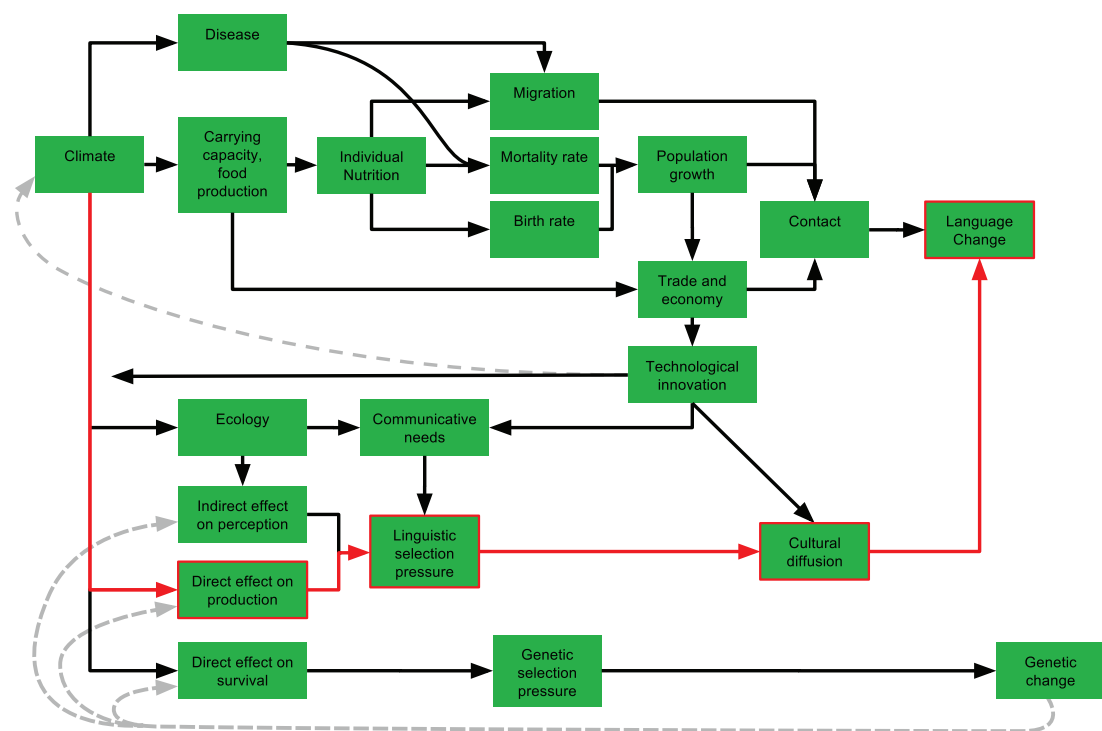 Disease
Migration
Climate
Carrying
capacity,
food
production
Individual
Nutrition
Mortality rate
Population
growth
Birth rate
Contact
Language
Change
Trade and
economy
Technological
innovation
Ecology
Communicative
needs
Indirect effect
on perception
Linguistic
selection
pressure
Cultural
diffusion
Direct effect on
production
Direct effect on
survival
Genetic
selection
pressure
Genetic
change